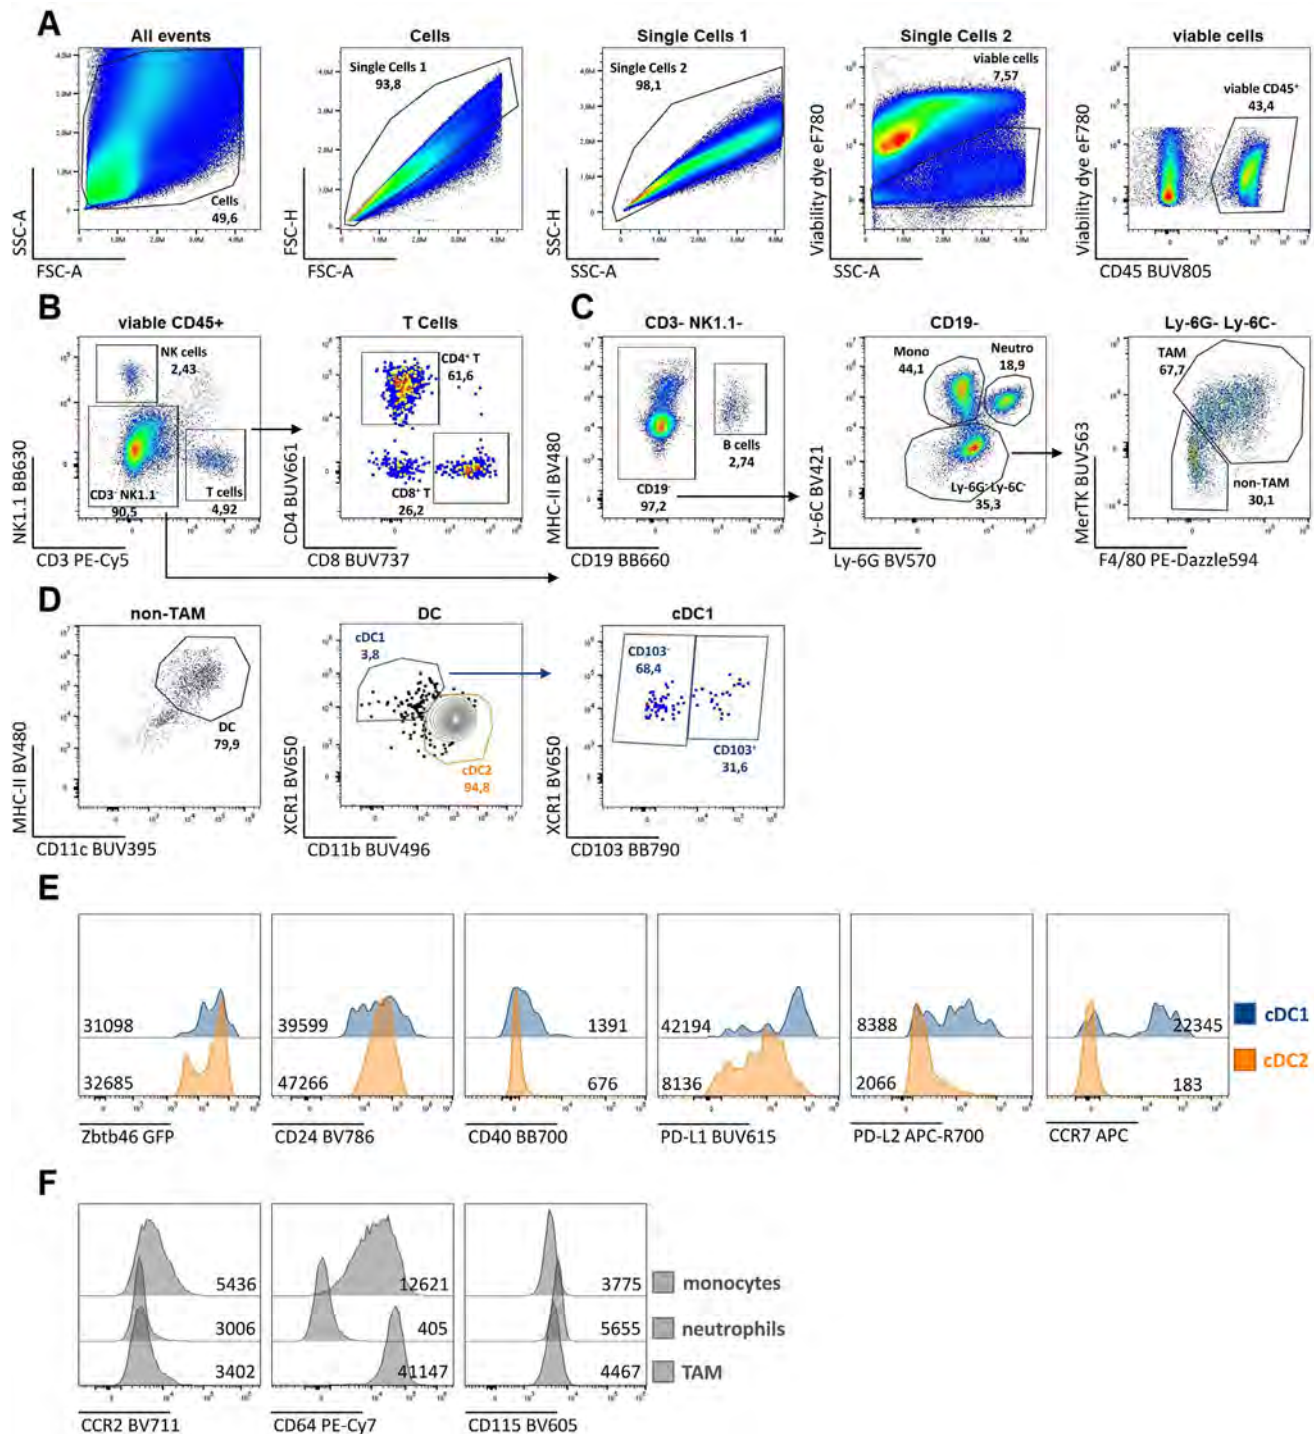 A
All events
Cells
49,6
SSC-A
FSC-A
Cells
Single Cells 1
93,8
FSC-H
FSC-A
Single Cells 1
Single Cells 2
98,1
SSC-H
SSC-A
Single Cells 2
viable cells
7,57
Viability dye eF780
SSC-A
viable cells
viable CD45⁺
43,4
Viability dye eF780
CD45 BUV805
B
viable CD45+
NK cells
2,43
CD3⁻ NK1.1⁻
90,5
T cells
4,92
NK1.1 BB630
CD3 PE-Cy5
T Cells
CD4⁺ T
61,6
CD8⁺ T
26,2
CD4 BUV661
CD8 BUV737
C
CD3- NK1.1-
B cells
2,74
CD19⁻
97,2
MHC-II BV480
CD19 BB660
CD19-
Mono
44,1
Neutro
18,9
Ly-6G⁻ Ly-6C⁻
35,3
Ly-6C BV421
Ly-6G BV570
Ly-6G- Ly-6C-
TAM
67,7
non-TAM
30,1
MerTK BUV563
F4/80 PE-Dazzle594
D
non-TAM
DC
79,9
MHC-II BV480
CD11c BUV395
DC
cDC1
3,8
cDC2
94,8
XCR1 BV650
CD11b BUV496
cDC1
CD103⁻
68,4
CD103⁺
31,6
XCR1 BV650
CD103 BB790
E
31098
32685
Zbtb46 GFP
39599
47266
CD24 BV786
1391
676
CD40 BB700
42194
8136
PD-L1 BUV615
8388
2066
PD-L2 APC-R700
22345
183
CCR7 APC
cDC1
cDC2
F
5436
3006
3402
CCR2 BV711
12621
405
41147
CD64 PE-Cy7
3775
5655
4467
CD115 BV605
monocytes
neutrophils
TAM